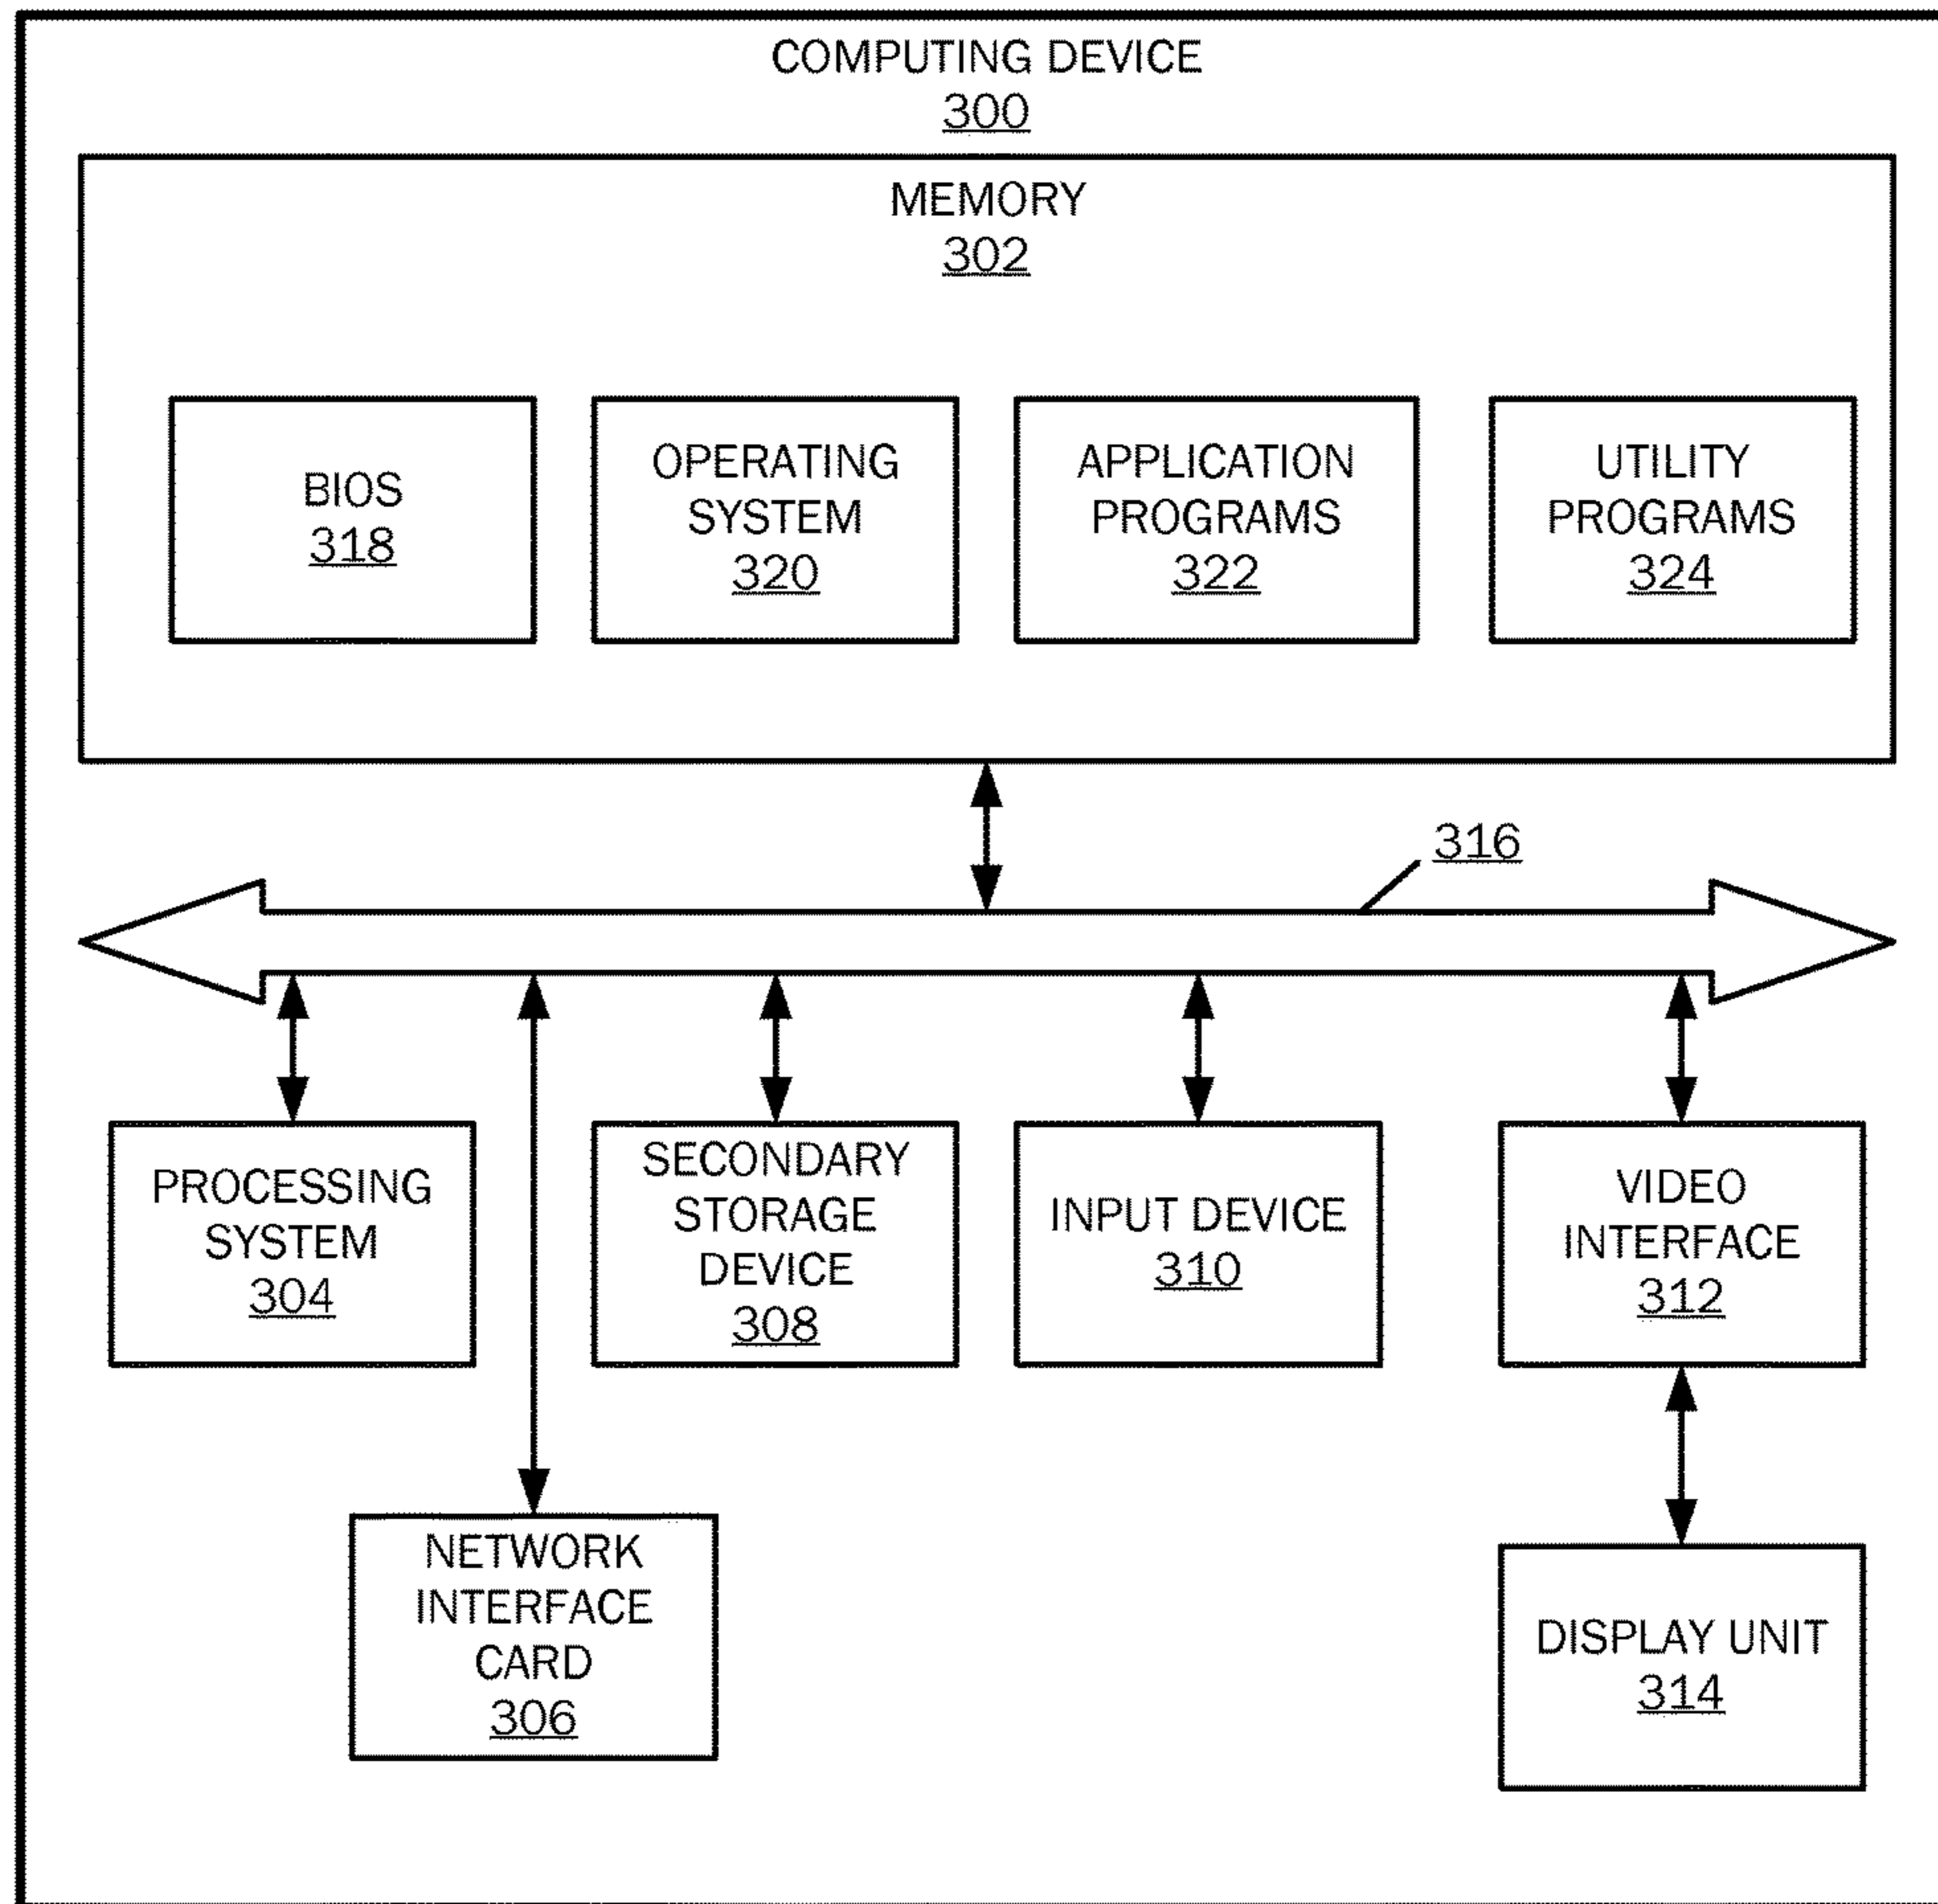 COMPUTING DEVICE
300
MEMORY
302
BIOS
318
OPERATING
SYSTEM
320
APPLICATION
PROGRAMS
322
UTILITY
PROGRAMS
324
316
PROCESSING
SYSTEM
304
SECONDARY
STORAGE
DEVICE
308
INPUT DEVICE
310
VIDEO
INTERFACE
312
NETWORK
INTERFACE
CARD
306
DISPLAY UNIT
314